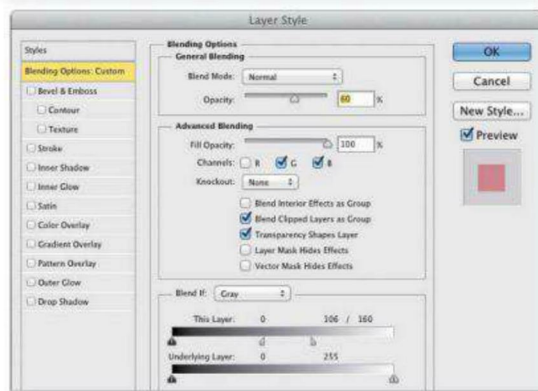 Layer Style
Styles
Blending Options: Custom
Bevel & Emboss
Contour
Texture
Stroke
Inner Shadow
Inner Glow
Satin
Color Overlay
Gradient Overlay
Pattern Overlay
Outer Glow
Drop Shadow
Blending Options
General Blending
Blend Mode: Normal
Opacity: 60 %
Advanced Blending
Fill Opacity: 100 %
Channels: R G B
Knockout: None
Blend Interior Effects as Group
Blend Clipped Layers as Group
Transparency Shapes Layer
Layer Mask Hides Effects
Vector Mask Hides Effects
Blend If: Gray
This Layer: 0 106 / 160
Underlying Layer: 0 255
OK
Cancel
New Style...
Preview